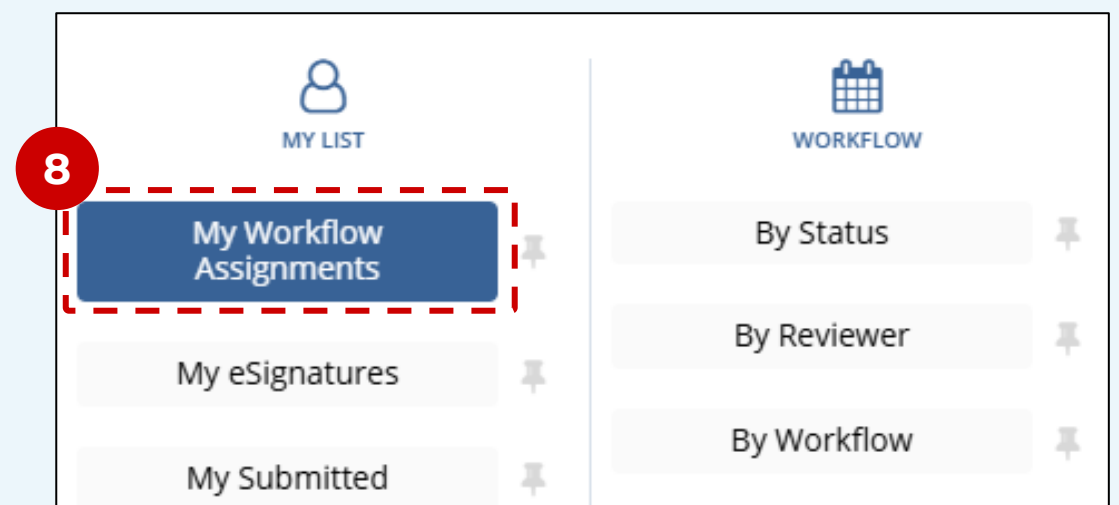 MY LIST
8
My Workflow
Assignments
My eSignatures
My Submitted
WORKFLOW
By Status
By Reviewer
By Workflow